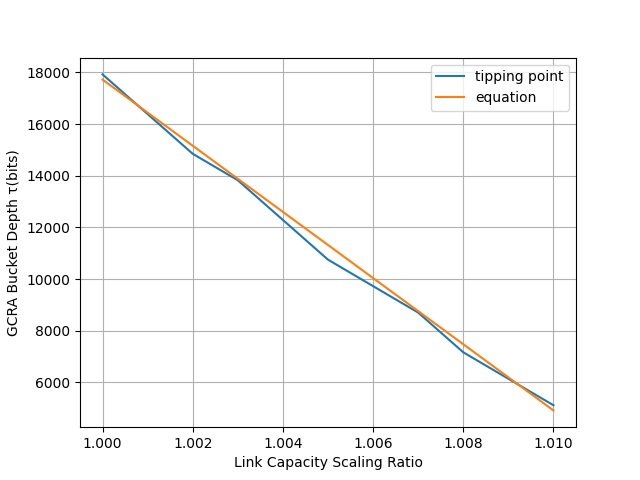 18000
16000
14000
12000
10000
8000
6000
GCRA Bucket Depth τ(bits)
tipping point
equation
1.000 1.002 1.004 1.006 1.008 1.010
Link Capacity Scaling Ratio